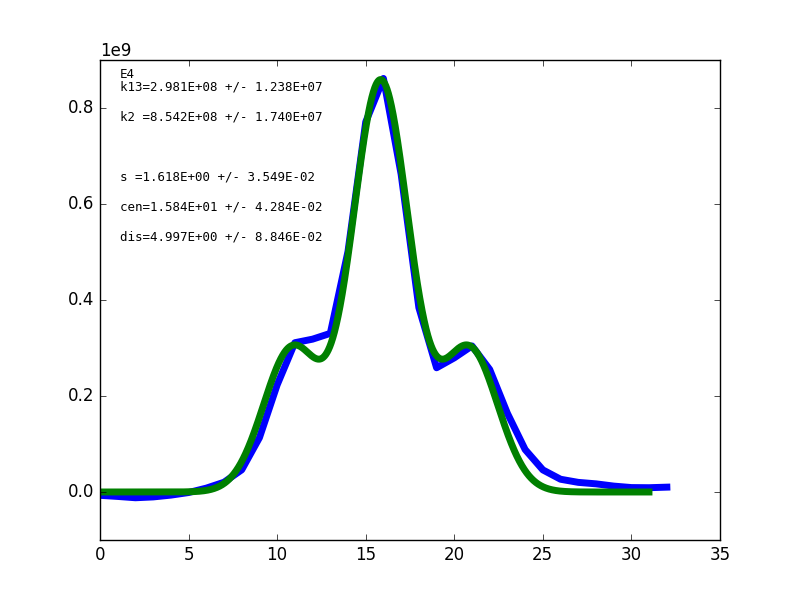 1e9
E4
k13=2.981E+08 +/- 1.238E+07
k2 =8.542E+08 +/- 1.740E+07
s =1.618E+00 +/- 3.549E-02
cen=1.584E+01 +/- 4.284E-02
dis=4.997E+00 +/- 8.846E-02
0.8
0.6
0.4
0.2
0.0
0 5 10 15 20 25 30 35